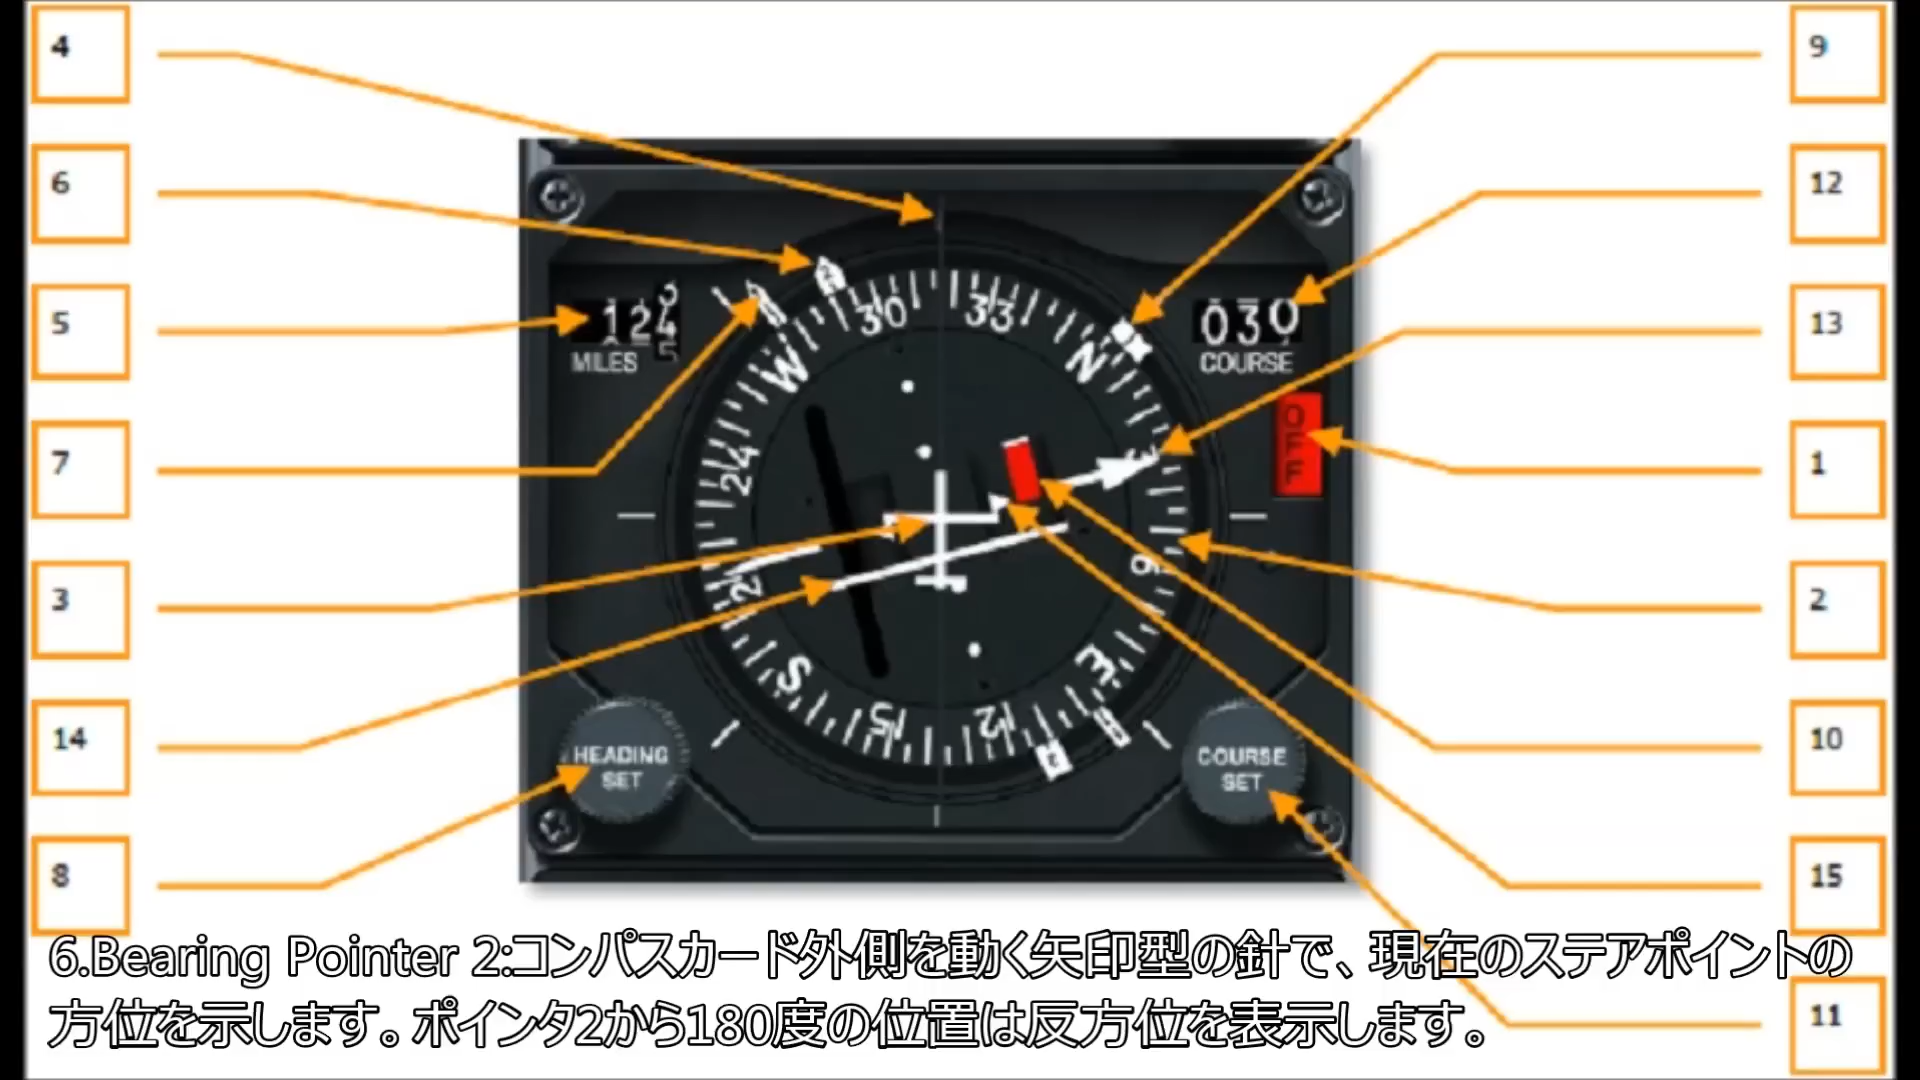 4
9
6
12
5
13
7
1
3
2
14
10
8
15
11
124
MILES
030
COURSE
OFF
30
33
N
3
6
E
12
15
S
21
24
W
2
HEADING
SET
COURSE
SET
6.Bearing Pointer 2:コンパスカード外側を動く矢印型の針で、現在のステアポイントの
方位を示します。ポインタ2から180度の位置は反方位を表示します。